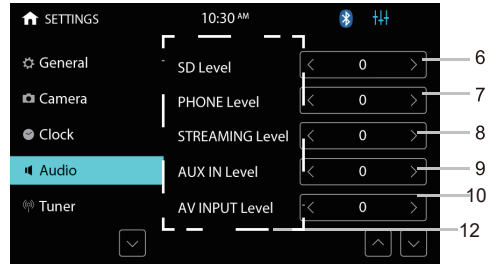 SETTINGS 10:30 AM
General SD Level 0 6
Camera PHONE Level 0 7
Clock STREAMING Level 0 8
Audio AUX IN Level 0 9
Tuner AV INPUT Level 0 10
12